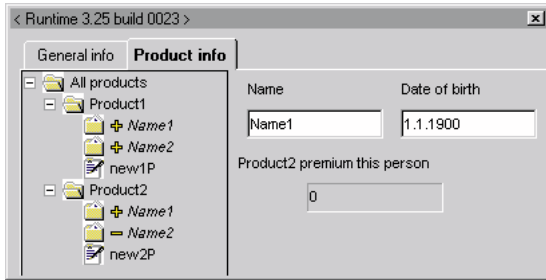 < Runtime 3.25 build 0023 >
General info
Product info
All products
Product1
Name1
Name2
new1P
Product2
Name1
Name2
new2P
Name
Date of birth
Name1
1.1.1900
Product2 premium this person
0